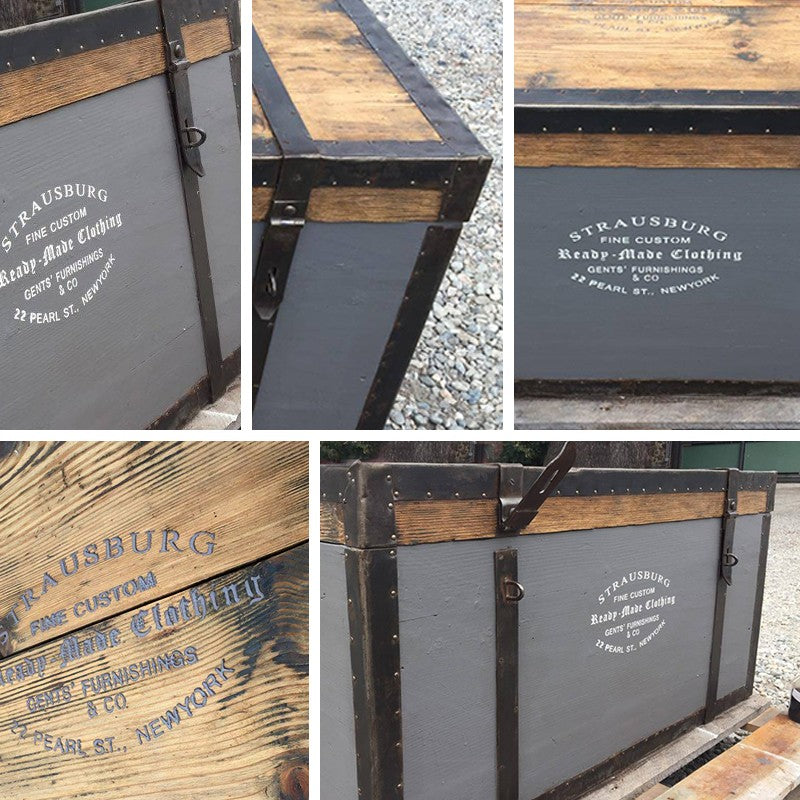 STRAUSBURG
FINE CUSTOM
Ready-Made Clothing
GENTS' FURNISHINGS
& CO
22 PEARL ST., NEWYORK
STRAUSBURG
FINE CUSTOM
Ready-Made Clothing
GENTS' FURNISHINGS
& CO
22 PEARL ST., NEWYORK
STRAUSBURG
FINE CUSTOM
Ready-Made Clothing
GENTS' FURNISHINGS
& CO.
22 PEARL ST., NEWYORK
STRAUSBURG
FINE CUSTOM
Ready-Made Clothing
GENTS' FURNISHINGS
& CO
22 PEARL ST., NEWYORK